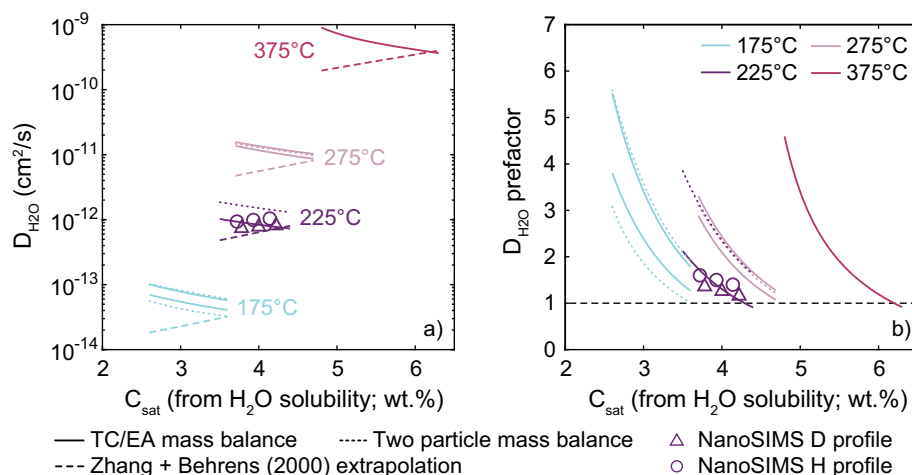 10⁻⁹
10⁻¹⁰
10⁻¹¹
10⁻¹²
10⁻¹³
10⁻¹⁴
D_H2O (cm²/s)
375°C
275°C
225°C
175°C
a)
2 3 4 5 6
C_sat (from H₂O solubility; wt.%)
7
6
5
4
3
2
1
0
D_H2O prefactor
175°C 275°C
225°C 375°C
b)
2 3 4 5 6
C_sat (from H₂O solubility; wt.%)
TC/EA mass balance Two particle mass balance NanoSIMS D profile
Zhang + Behrens (2000) extrapolation NanoSIMS H profile